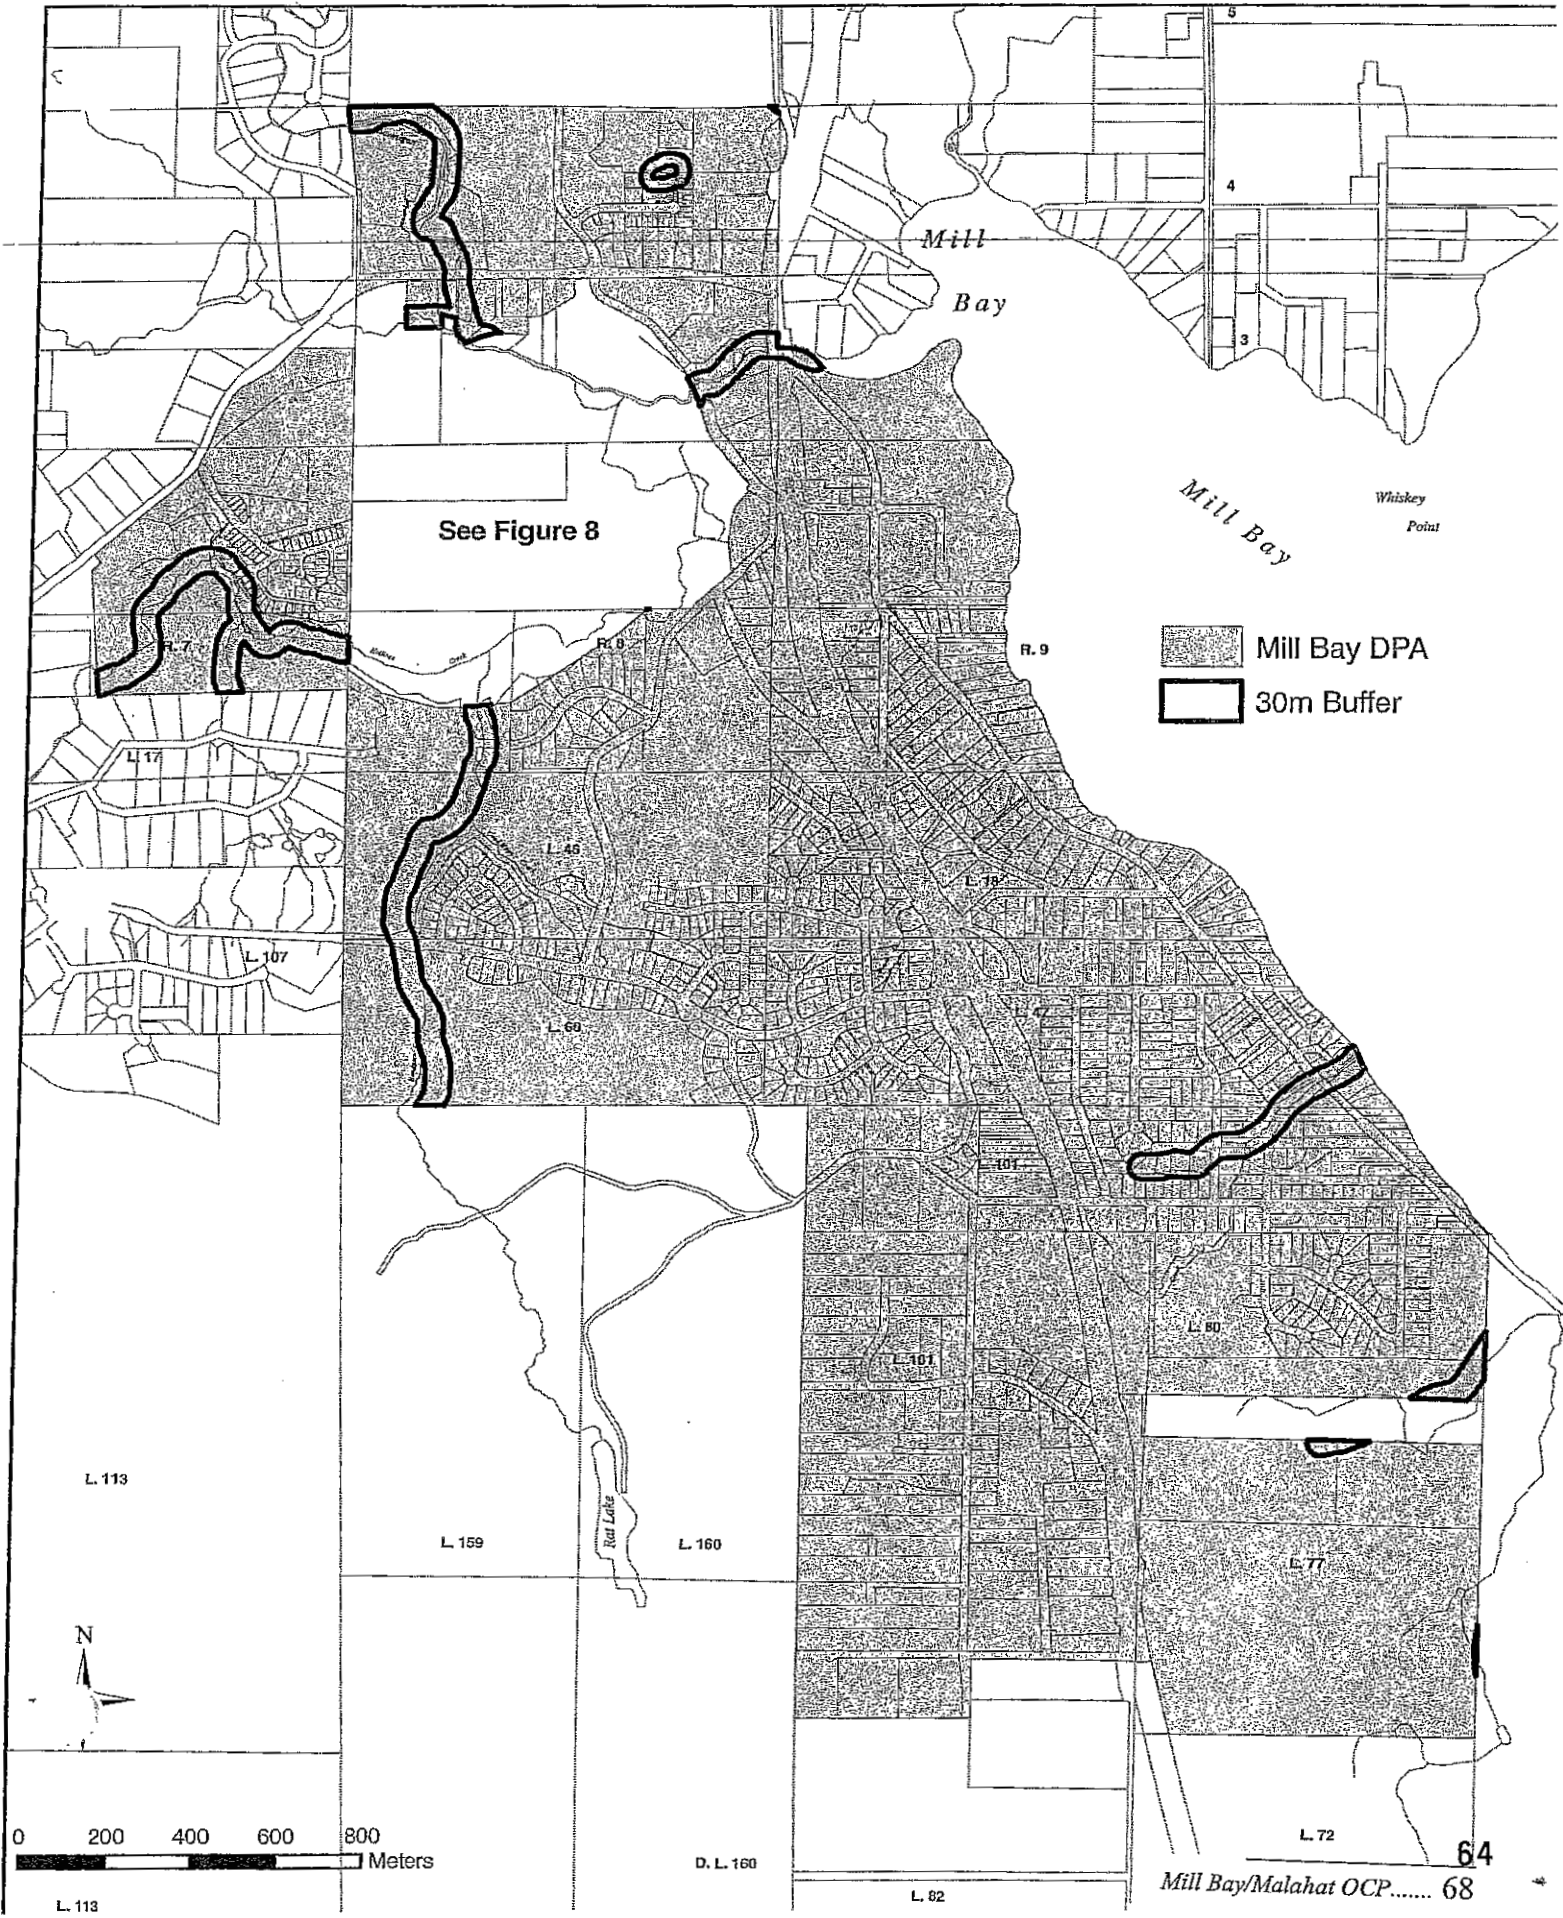 5
4
Mill
Bay
3
Mill Bay
Whiskey
Point
See Figure 8
R. 7
R. 8
R. 9
Creek
Mill Bay DPA
30m Buffer
L. 17
L. 46
L. 18
L. 107
L. 60
L. 47
L. 101
L. 80
L. 101
L. 113
Rat Lake
L. 159
L. 160
L. 77
N
0 200 400 600 800
Meters
L. 72
64
D. L. 160
Mill Bay/Malahat OCP....... 68
L. 82
L. 113